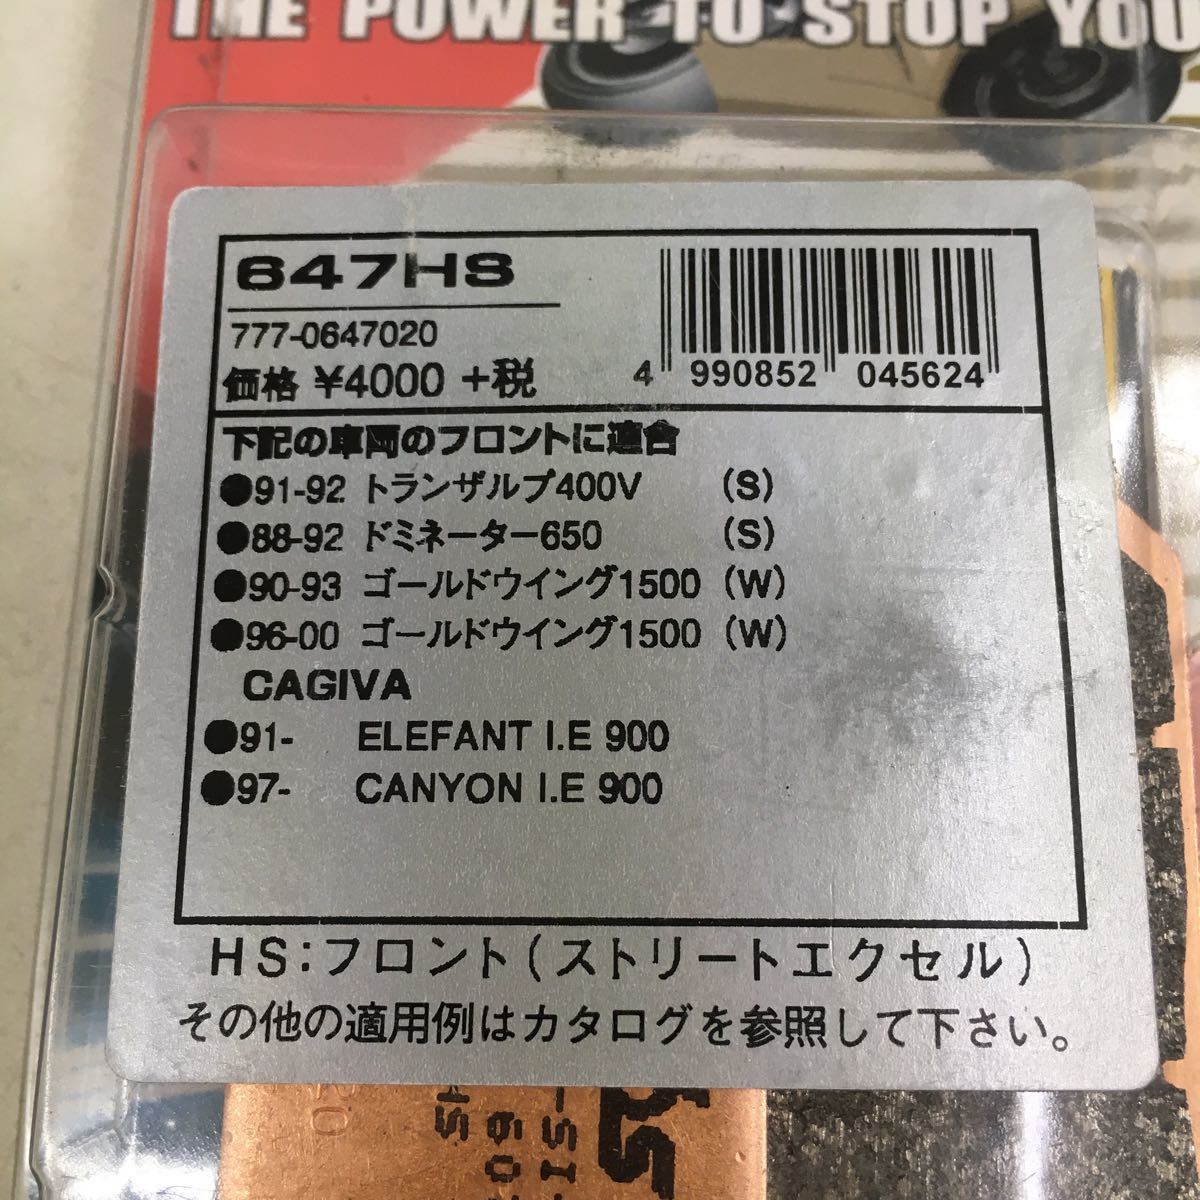 THE POWER TO STOP YOU
647HS
777-0647020
価格 ¥4000 +税
4 990852 045624
下記の車両のフロントに適合
●91-92 トランザルプ400V (S)
●88-92 ドミネーター650 (S)
●90-93 ゴールドウイング1500 (W)
●96-00 ゴールドウイング1500 (W)
CAGIVA
●91- ELEFANT I.E 900
●97- CANYON I.E 900
HS:フロント(ストリートエクセル)
その他の適用例はカタログを参照して下さい。